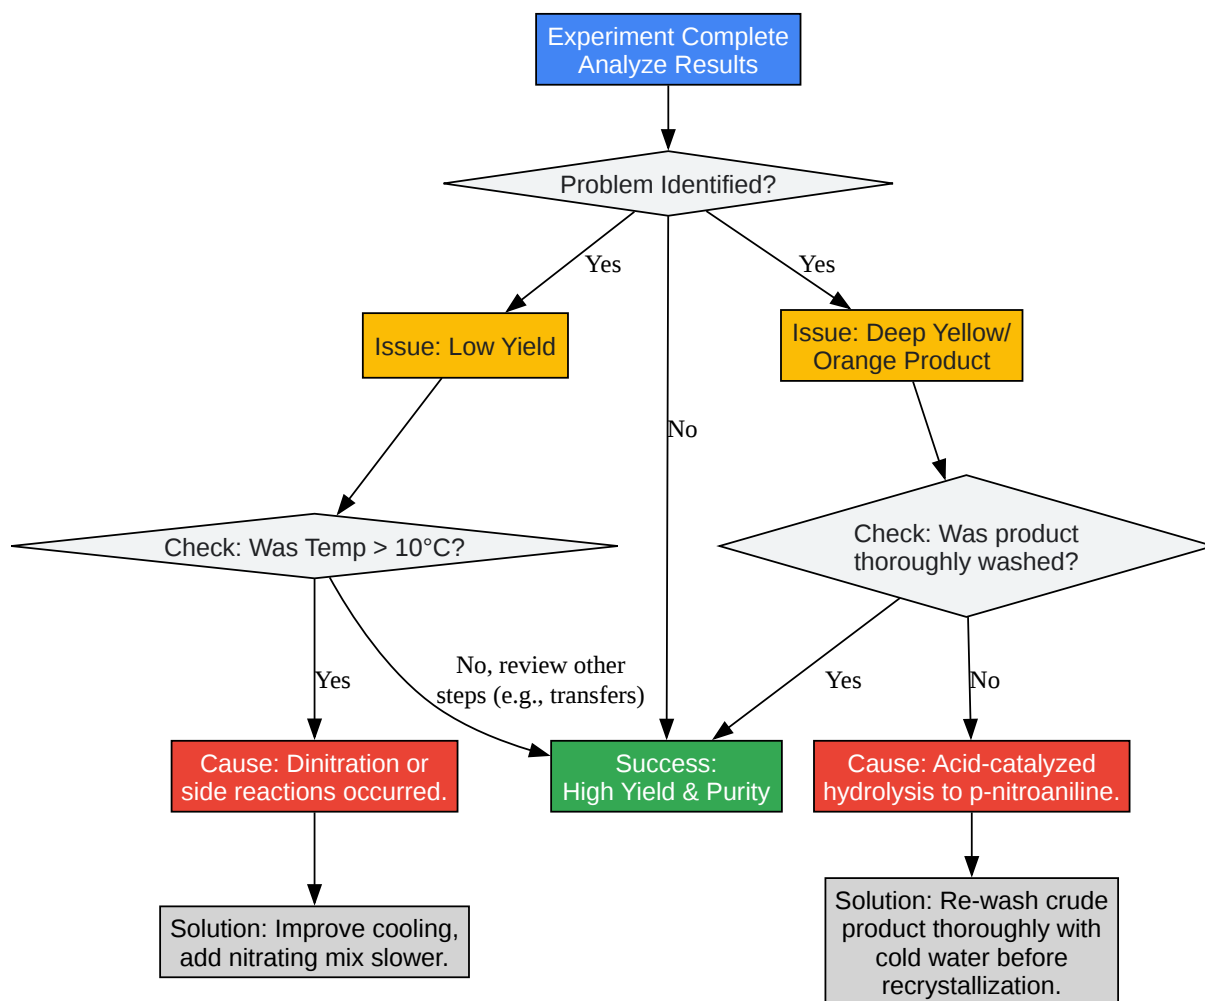 Experiment Complete
Analyze Results
Problem Identified?
Yes
Yes
Issue: Low Yield
Issue: Deep Yellow/
Orange Product
No
Check: Was Temp > 10°C?
Check: Was product
thoroughly washed?
No, review other
steps (e.g., transfers)
Yes
Yes
No
Cause: Dinitration or
side reactions occurred.
Success:
High Yield & Purity
Cause: Acid-catalyzed
hydrolysis to p-nitroaniline.
Solution: Improve cooling,
add nitrating mix slower.
Solution: Re-wash crude
product thoroughly with
cold water before
recrystallization.